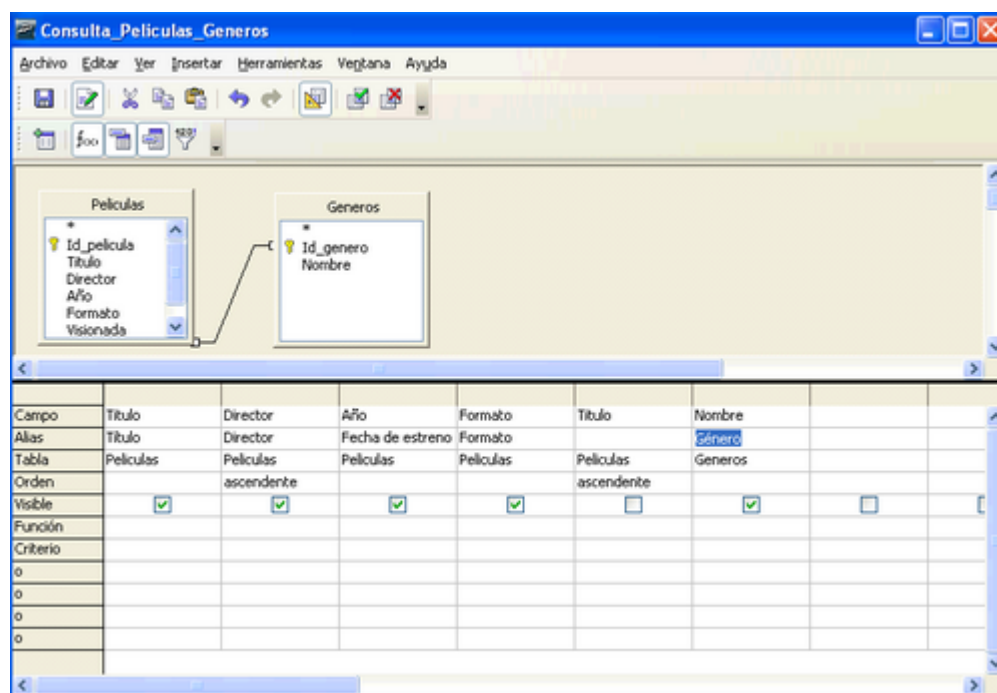 Consulta_Peliculas_Generos
Archivo Editar Ver Insertar Herramientas Ventana Ayuda
Peliculas
*
Id_pelicula
Titulo
Director
Año
Formato
Visionada
Generos
*
Id_genero
Nombre
Campo Titulo Director Año Formato Titulo Nombre
Alias Título Director Fecha de estreno Formato Género
Tabla Peliculas Peliculas Peliculas Peliculas Peliculas Generos
Orden ascendente ascendente
Visible
Función
Criterio
o
o
o
o